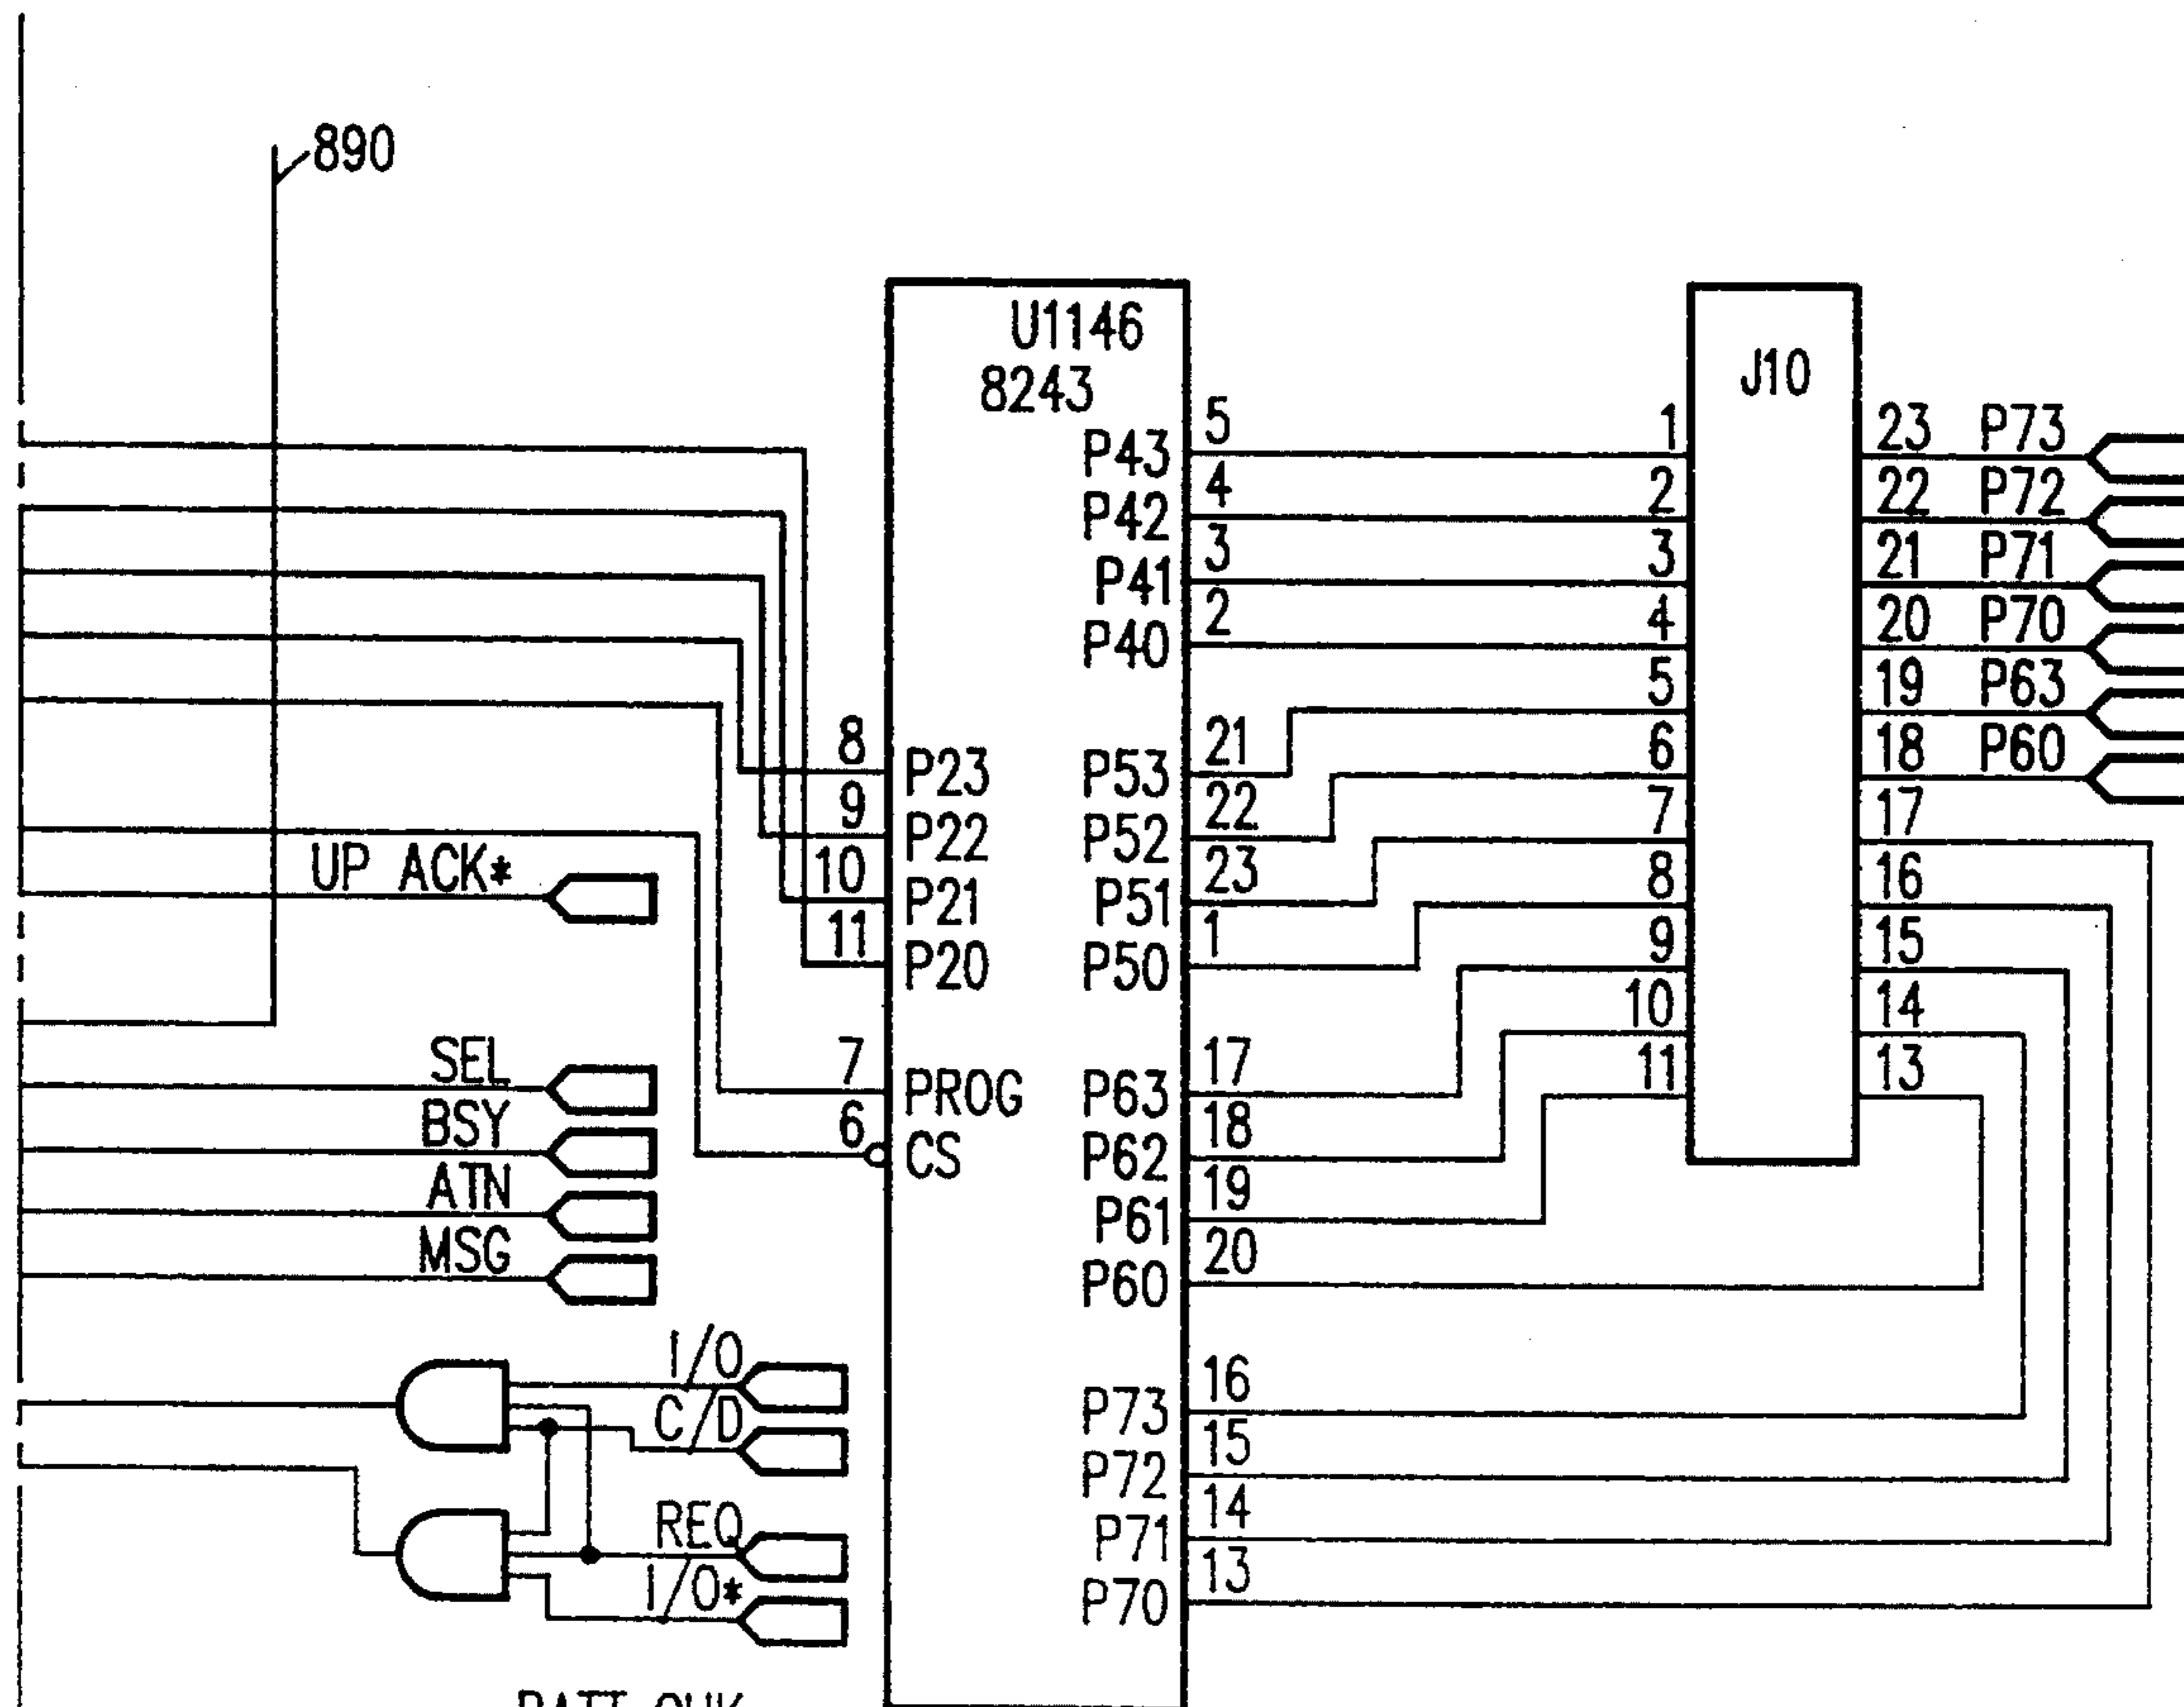 890
U1146
8243
J10
P43 5 1 23 P73
P42 4 2 22 P72
P41 3 3 21 P71
P40 2 4 20 P70
5 19 P63
8 P23 P53 21 6 18 P60
9 P22 P52 22 7 17
UP ACK* 10 P21 P51 23 8 16
11 P20 P50 1 9 15
10 14
SEL 7 PROG P63 17 11 13
BSY 6 CS P62 18
ATN P61 19
MSG P60 20
I/O P73 16
C/D P72 15
REQ P71 14
I/O* P70 13